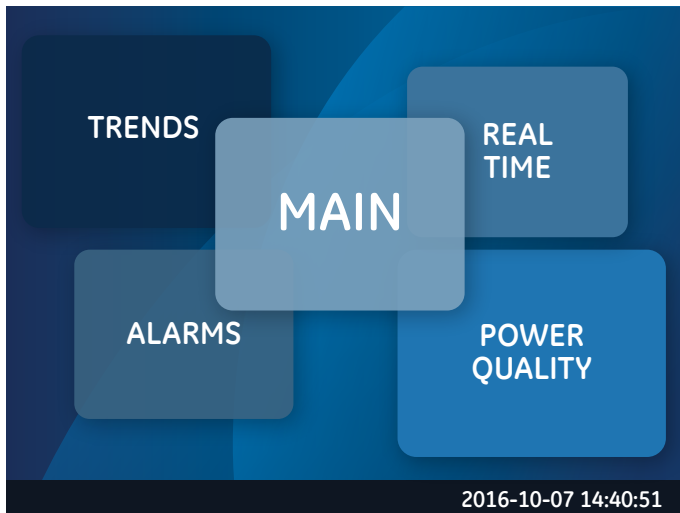 TRENDS
REAL
TIME
MAIN
ALARMS
POWER
QUALITY
2016-10-07 14:40:51